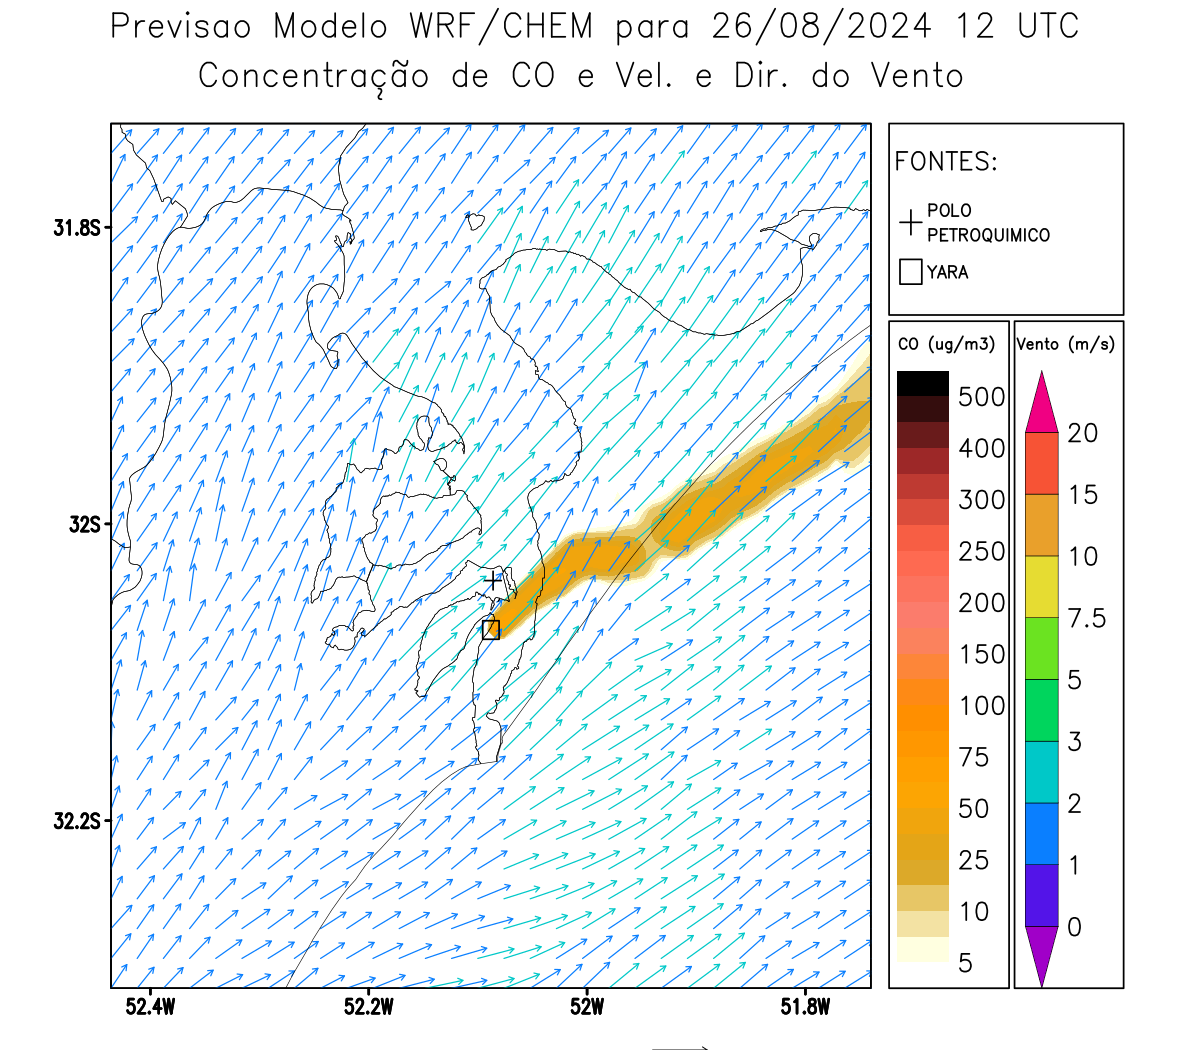 Previsao Modelo WRF/CHEM para 26/08/2024 12 UTC
Concentração de CO e Vel. e Dir. do Vento
FONTES:
POLO
PETROQUIMICO
YARA
CO (ug/m3)
500
400
300
250
200
150
100
75
50
25
10
5
Vento (m/s)
20
15
10
7.5
5
3
2
1
0
31.8S
32S
32.2S
52.4W
52.2W
52W
51.8W